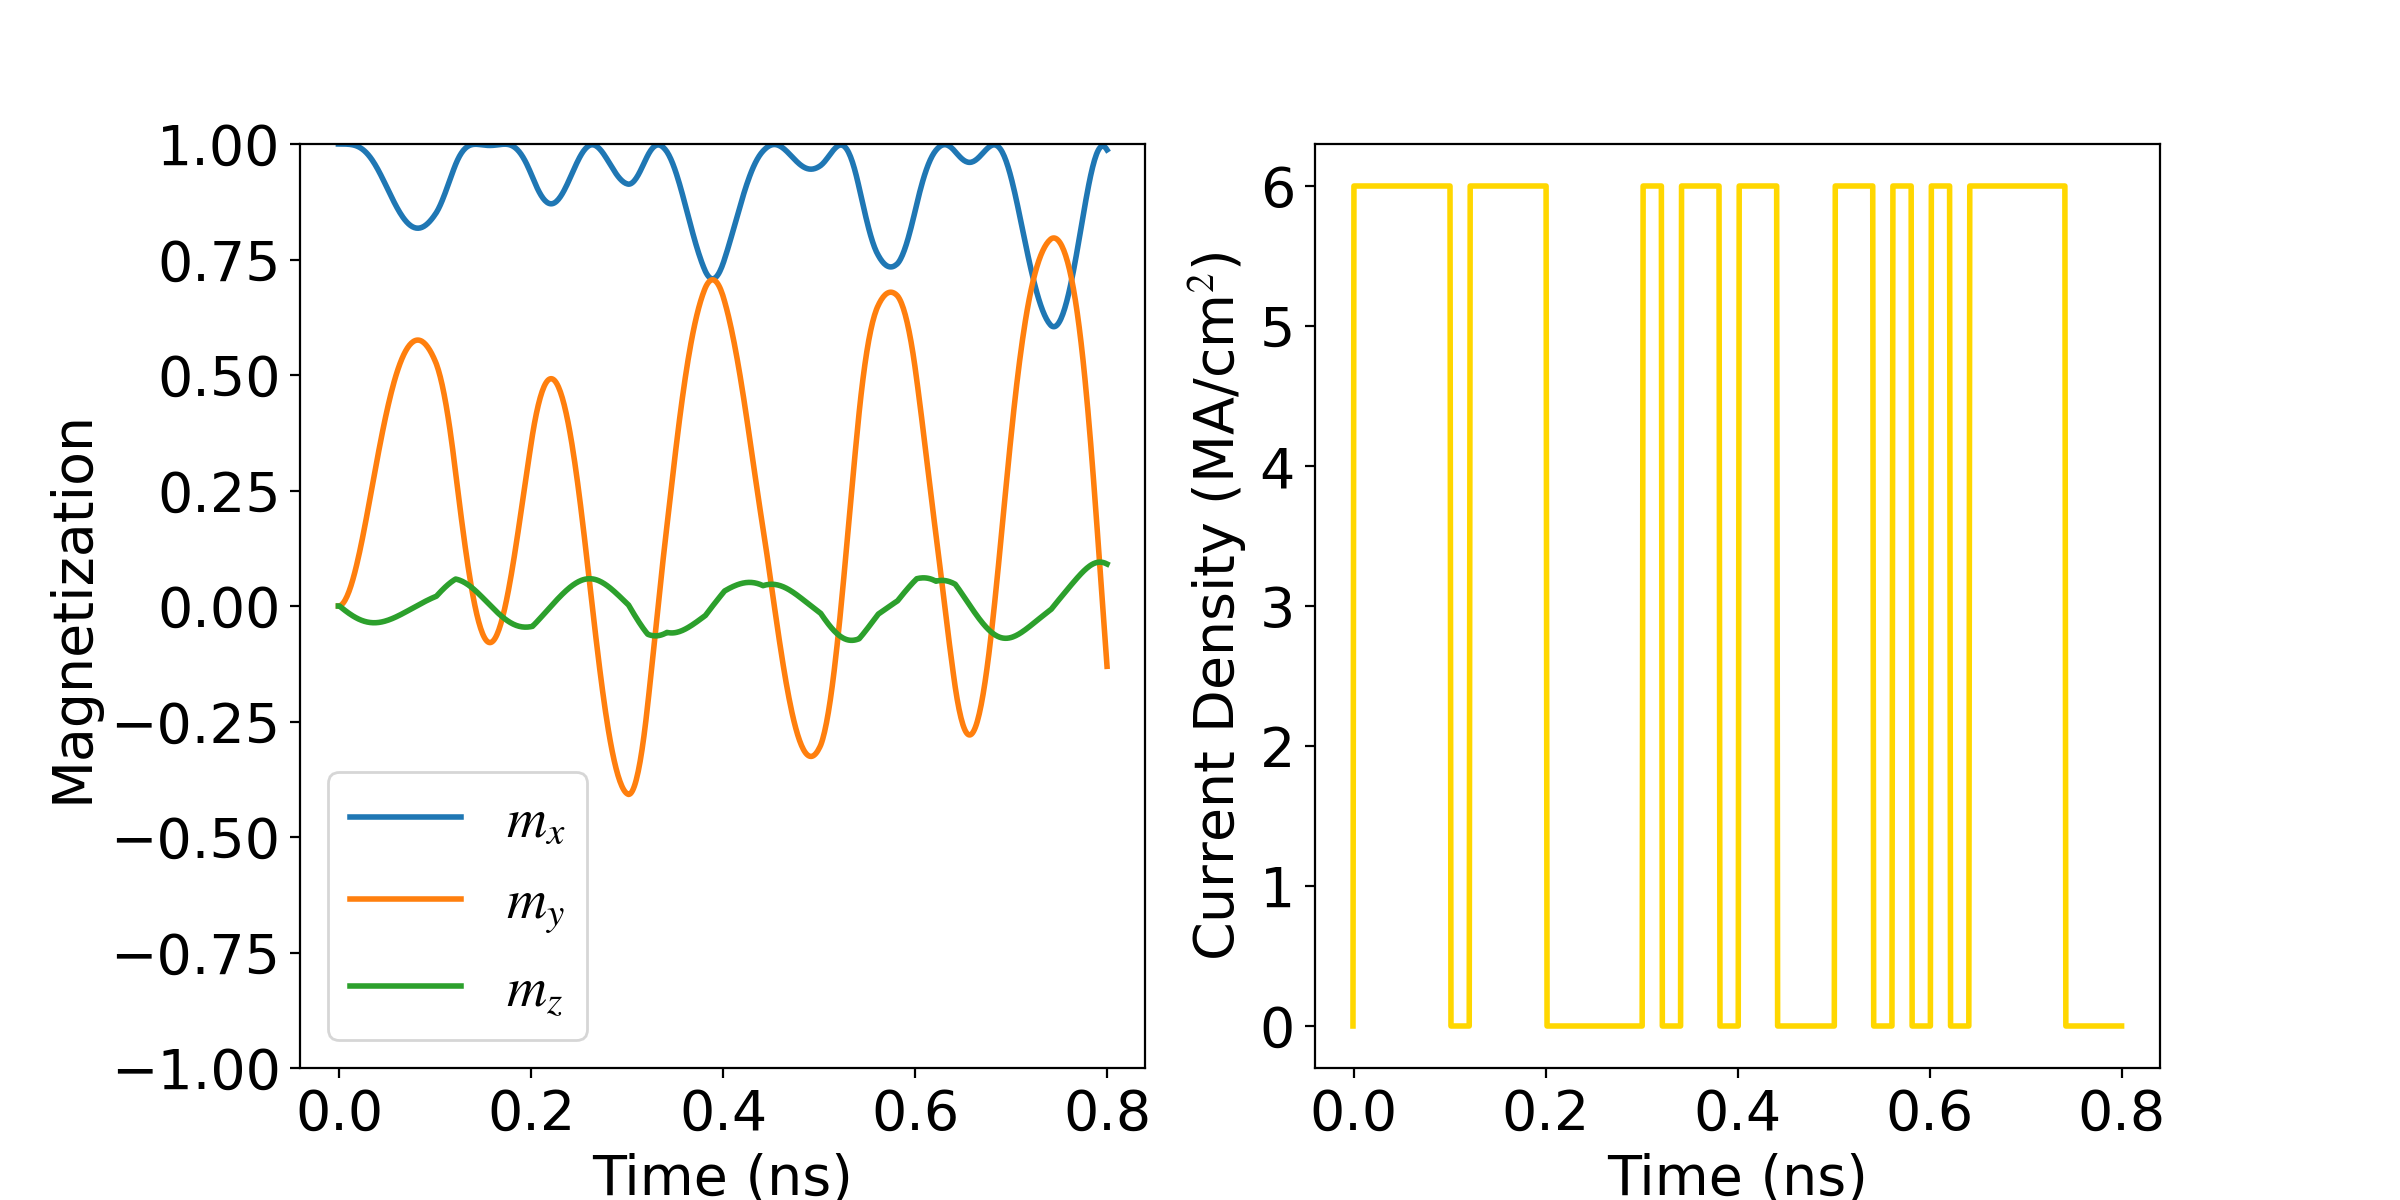 1.00
0.75
0.50
0.25
0.00
−0.25
−0.50
−0.75
−1.00
Magnetization
m_x
m_y
m_z
0.0 0.2 0.4 0.6 0.8
Time (ns)
6
5
4
3
2
1
0
Current Density (MA/cm²)
0.0 0.2 0.4 0.6 0.8
Time (ns)